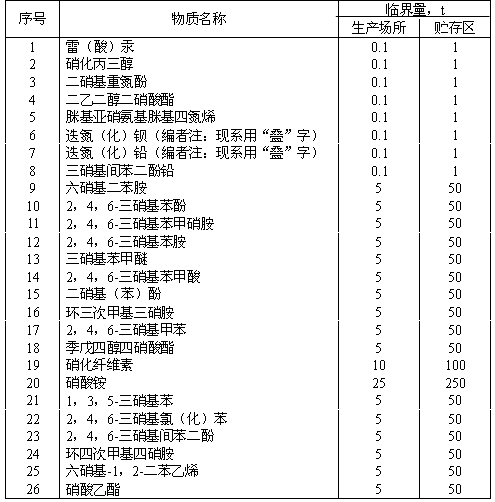 序号 物质名称 临界量，t
生产场所 贮存区
1 雷（酸）汞 0.1 1
2 硝化丙三醇 0.1 1
3 二硝基重氮酚 0.1 1
4 二乙二醇二硝酸酯 0.1 1
5 脒基亚硝氨基脒基四氮烯 0.1 1
6 迭氮（化）钡（编者注：现系用“叠”字） 0.1 1
7 迭氮（化）铅（编者注：现系用“叠”字） 0.1 1
8 三硝基间苯二酚铅 0.1 1
9 六硝基二苯胺 5 50
10 2，4，6-三硝基苯酚 5 50
11 2，4，6-三硝基苯甲硝胺 5 50
12 2，4，6-三硝基苯胺 5 50
13 三硝基苯甲醚 5 50
14 2，4，6-三硝基苯甲酸 5 50
15 二硝基（苯）酚 5 50
16 环三次甲基三硝胺 5 50
17 2，4，6-三硝基甲苯 5 50
18 季戊四醇四硝酸酯 5 50
19 硝化纤维素 10 100
20 硝酸铵 25 250
21 1，3，5-三硝基苯 5 50
22 2，4，6-三硝基氯（化）苯 5 50
23 2，4，6-三硝基间苯二酚 5 50
24 环四次甲基四硝胺 5 50
25 六硝基-1，2-二苯乙烯 5 50
26 硝酸乙酯 5 50